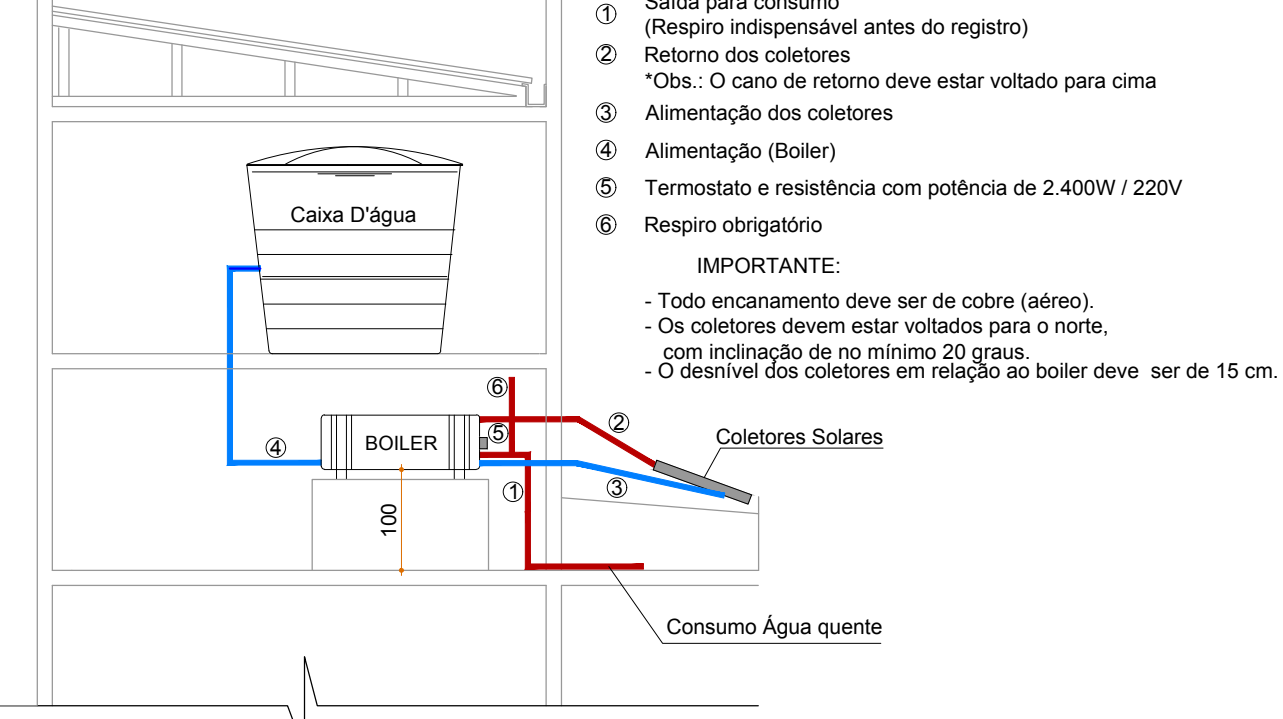 ① Saída para consumo
(Respiro indispensável antes do registro)
② Retorno dos coletores
*Obs.: O cano de retorno deve estar voltado para cima
③ Alimentação dos coletores
④ Alimentação (Boiler)
⑤ Termostato e resistência com potência de 2.400W / 220V
⑥ Respiro obrigatório
IMPORTANTE:
- Todo encanamento deve ser de cobre (aéreo).
- Os coletores devem estar voltados para o norte,
com inclinação de no mínimo 20 graus.
- O desnível dos coletores em relação ao boiler deve ser de 15 cm.
Caixa D'água
⑥
②
⑤
BOILER
④
Coletores Solares
①
③
100
Consumo Água quente